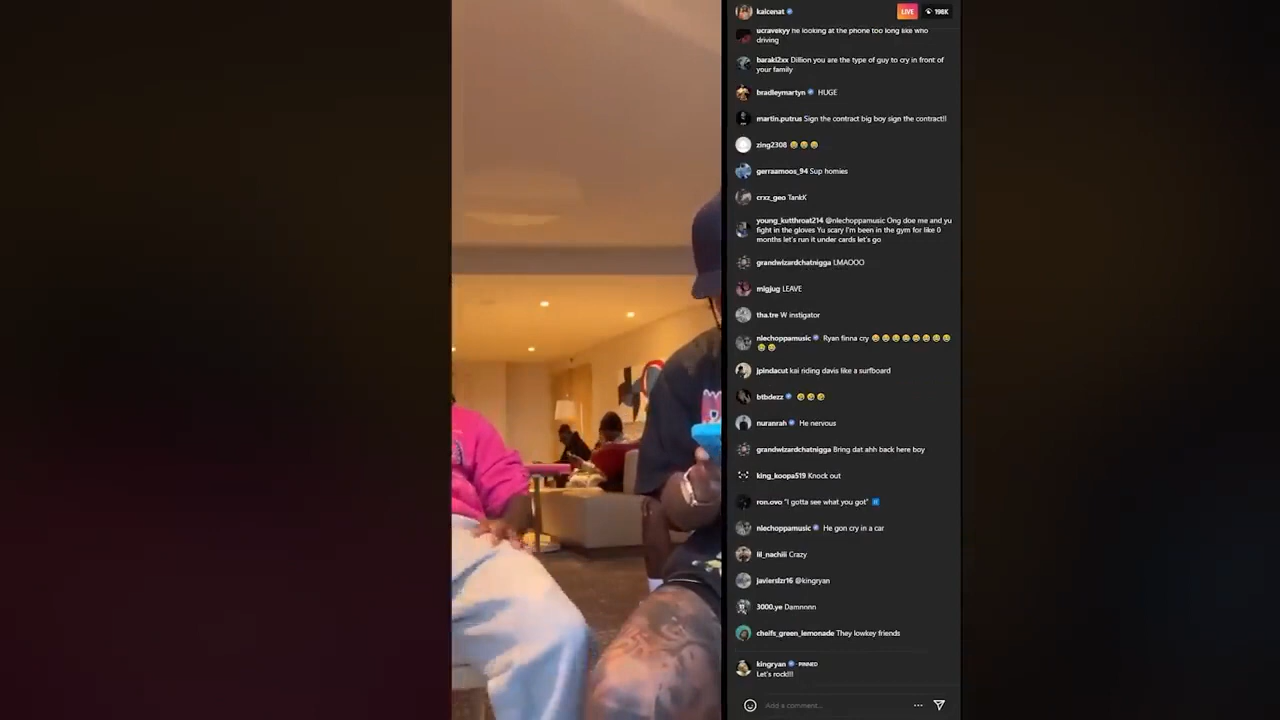 kaicenat
LIVE
198K
ucravekyy he looking at the phone too long like who
driving
barakl2xx Dillion you are the type of guy to cry in front of
your family
bradleymartyn HUGE
martin.putrus Sign the contract big boy sign the contract!!
zing2308 
gerraamoos_94 Sup homies
crxz_geo TankK
young_kutthroat214 @nlechoppamusic Ong doe me and yu
fight in the gloves Yu scary I'm been in the gym for like 6
months let's run it under cards let's go
grandwizardchatnigga LMAOOO
migjug LEAVE
tha.tre W instigator
nlechoppamusic Ryan finna cry 😂😂😂😂😂😂😂😂
😂😂
jpindacut kai riding davis like a surfboard
btbdezz 😂😂😂
nuranrah He nervous
grandwizardchatnigga Bring dat ahh back here boy
king_koopa519 Knock out
ron.ovo "I gotta see what you got"
nlechoppamusic He gon cry in a car
lil_nachiii Crazy
javierslzr16 @kingryan
3000.ye Damnnnn
cheifs_green_lemonade They lowkey friends
kingryan • PINNED
Let's rock!!!
Add a comment...